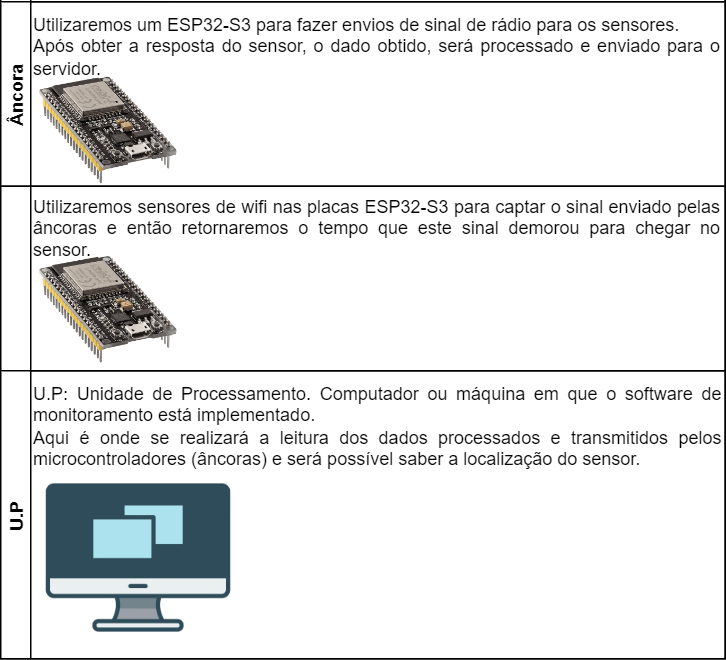 Âncora
Utilizaremos um ESP32-S3 para fazer envios de sinal de rádio para os sensores.
Após obter a resposta do sensor, o dado obtido, será processado e enviado para o
servidor.
Utilizaremos sensores de wifi nas placas ESP32-S3 para captar o sinal enviado pelas
âncoras e então retornaremos o tempo que este sinal demorou para chegar no
sensor.
U.P
U.P: Unidade de Processamento. Computador ou máquina em que o software de
monitoramento está implementado.
Aqui é onde se realizará a leitura dos dados processados e transmitidos pelos
microcontroladores (âncoras) e será possível saber a localização do sensor.